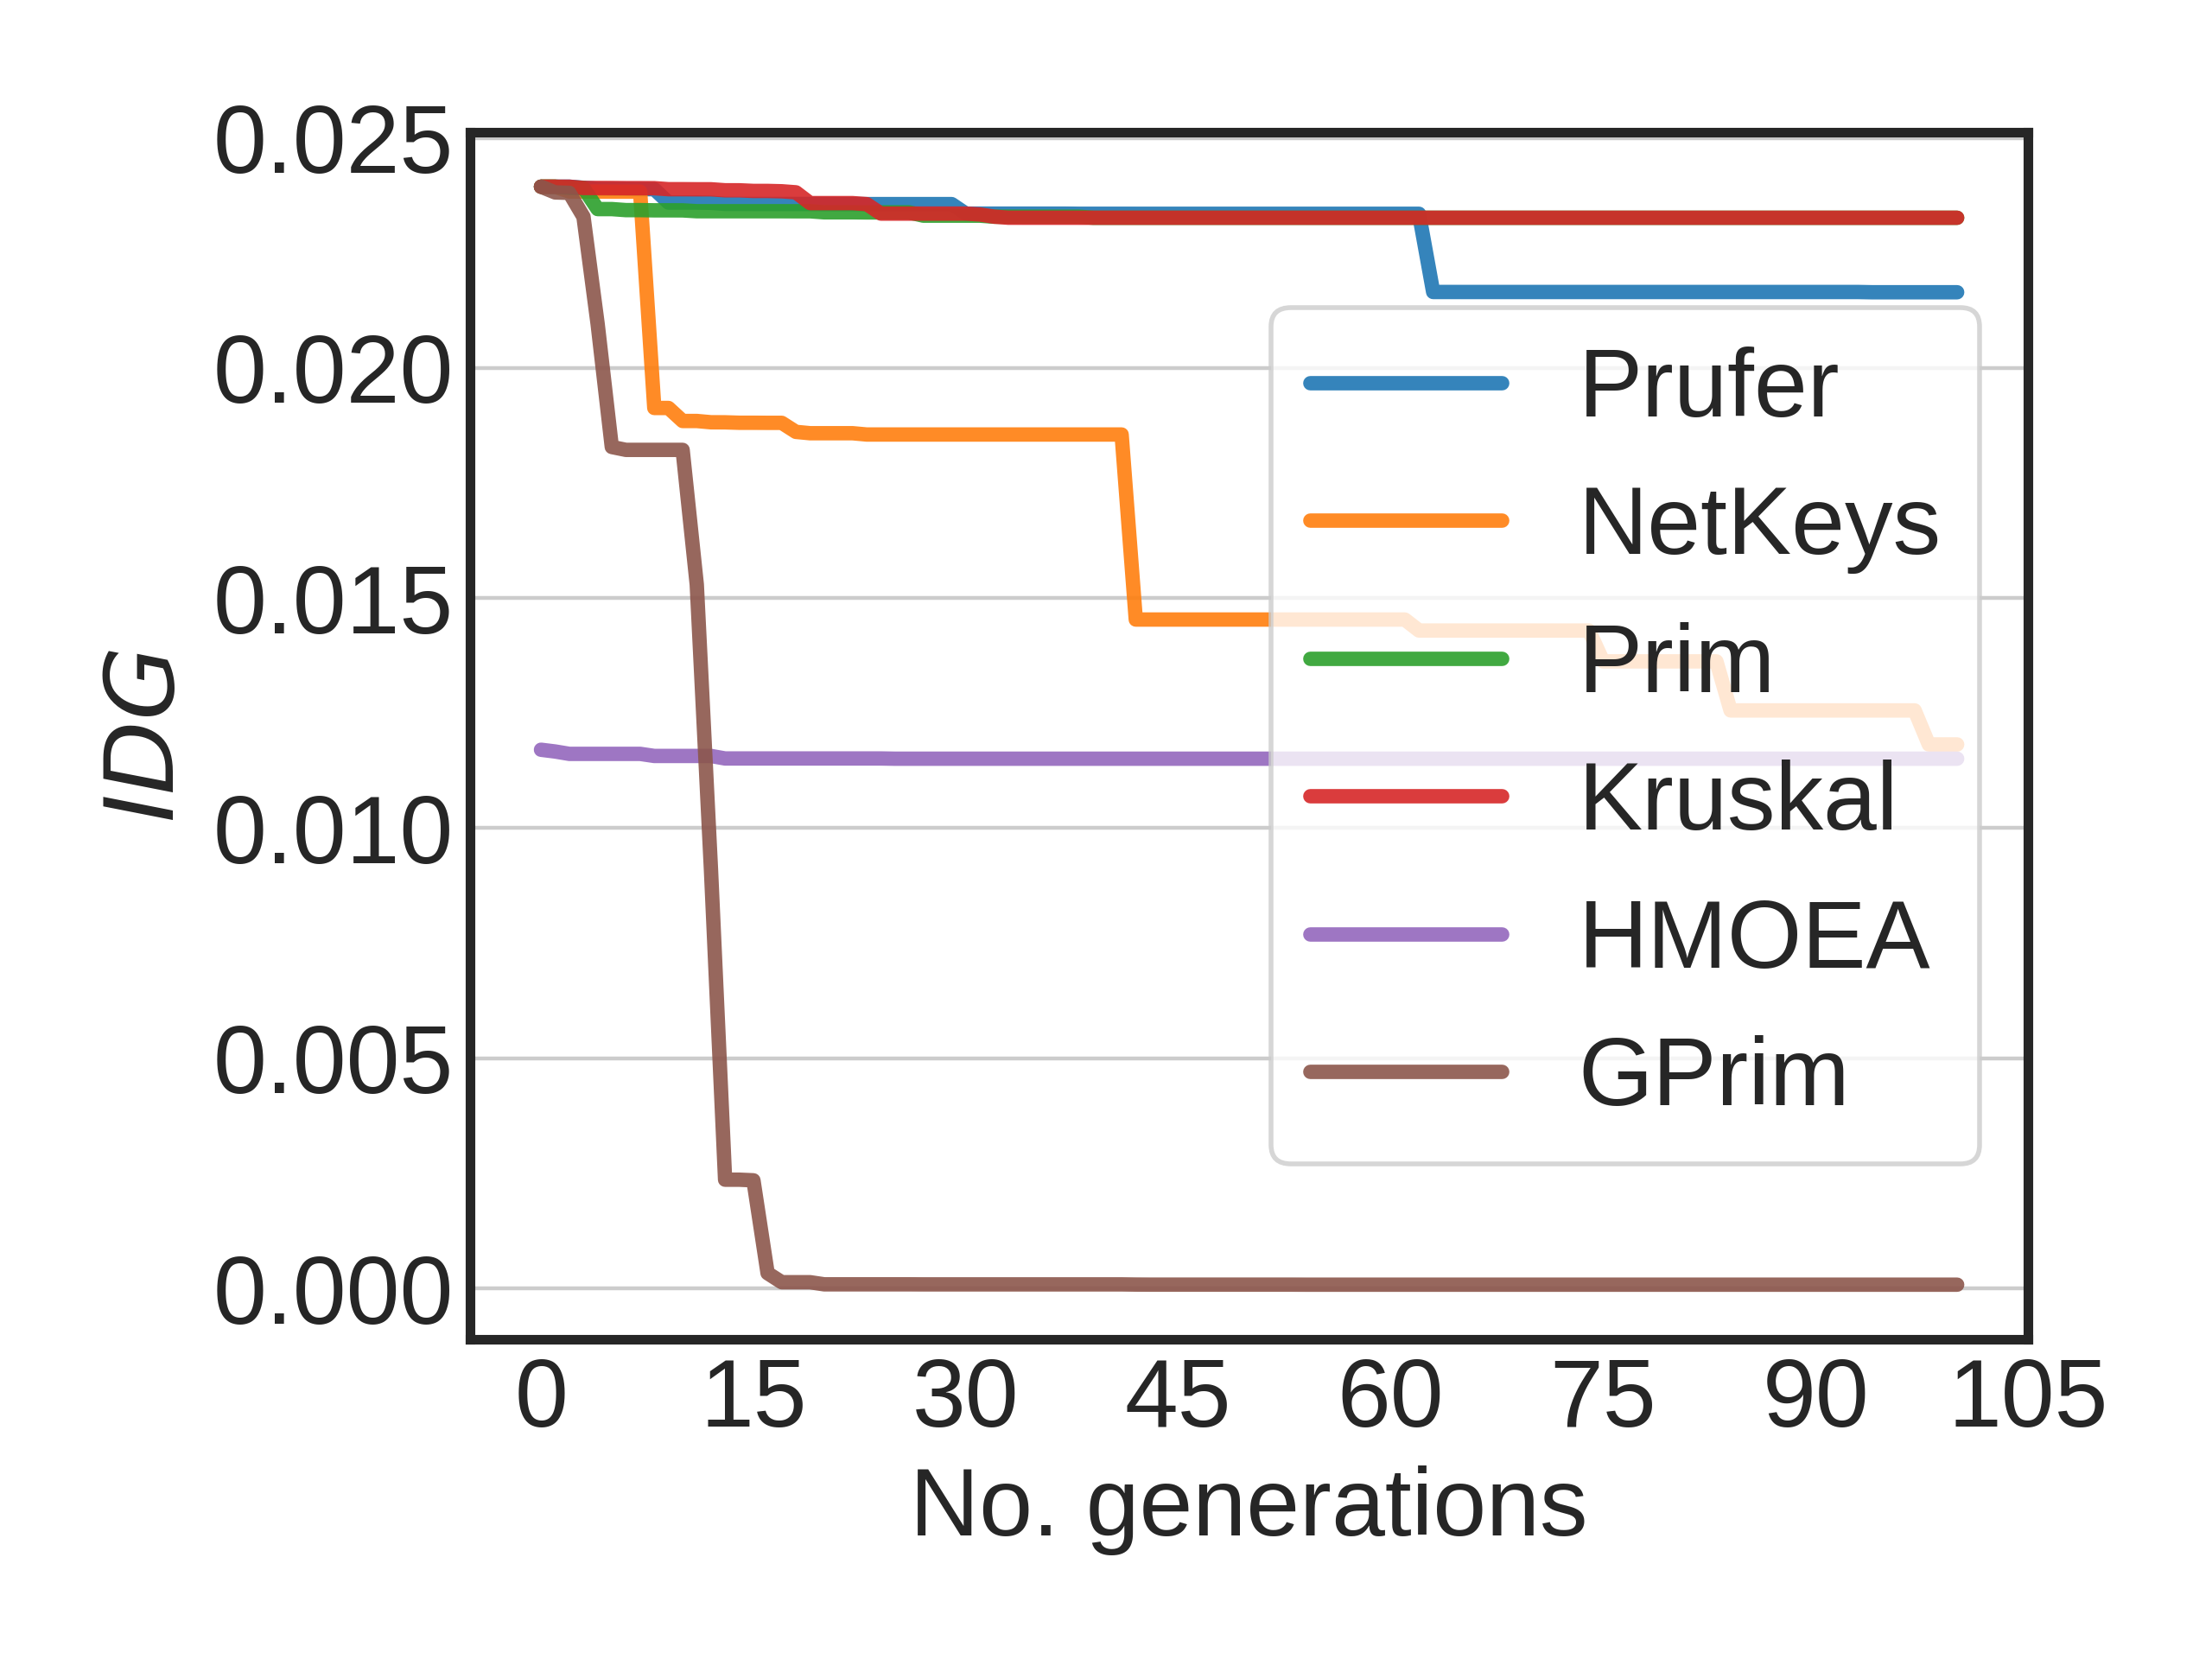 0.025
0.020
0.015
0.010
0.005
0.000
IDG
Prufer
NetKeys
Prim
Kruskal
HMOEA
GPrim
0 15 30 45 60 75 90 105
No. generations